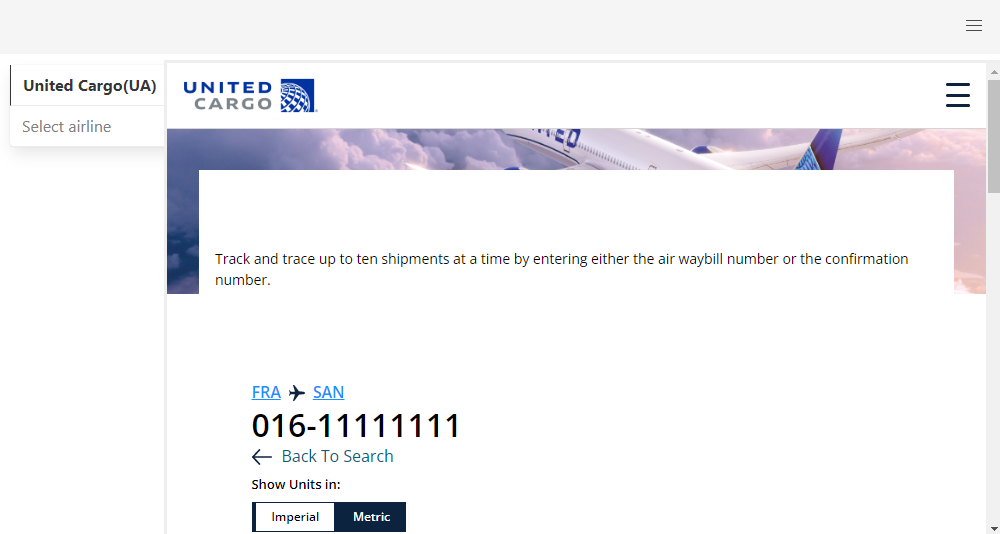 United Cargo(UA)
Select airline
UNITED
CARGO
Track and trace up to ten shipments at a time by entering either the air waybill number or the confirmation
number.
FRA SAN
016-11111111
Back To Search
Show Units in:
Imperial Metric